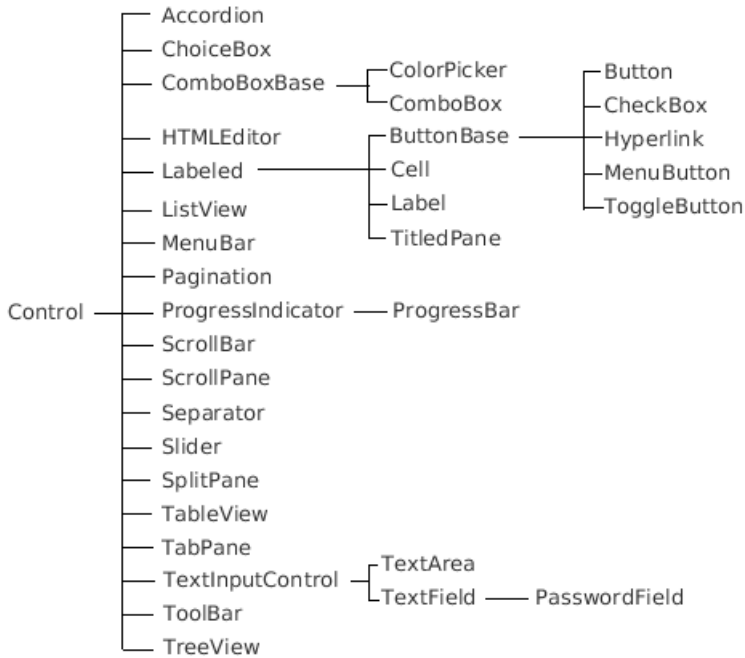 Accordion
ChoiceBox
ComboBoxBase
ColorPicker
ComboBox
HTMLEditor
Labeled
ButtonBase
Cell
Label
TitledPane
Button
CheckBox
Hyperlink
MenuButton
ToggleButton
ListView
MenuBar
Pagination
Control
ProgressIndicator
ProgressBar
ScrollBar
ScrollPane
Separator
Slider
SplitPane
TableView
TabPane
TextInputControl
TextArea
TextField
PasswordField
ToolBar
TreeView